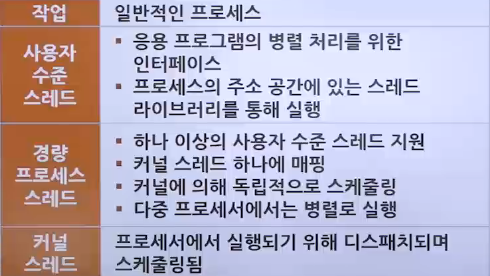 작업
일반적인 프로세스
사용자
수준
스레드
▪ 응용 프로그램의 병렬 처리를 위한
인터페이스
▪ 프로세스의 주소 공간에 있는 스레드
라이브러리를 통해 실행
경량
프로세스
스레드
▪ 하나 이상의 사용자 수준 스레드 지원
▪ 커널 스레드 하나에 매핑
▪ 커널에 의해 독립적으로 스케줄링
▪ 다중 프로세서에서는 병렬로 실행
커널
스레드
프로세서에서 실행되기 위해 디스패치되며
스케줄링됨